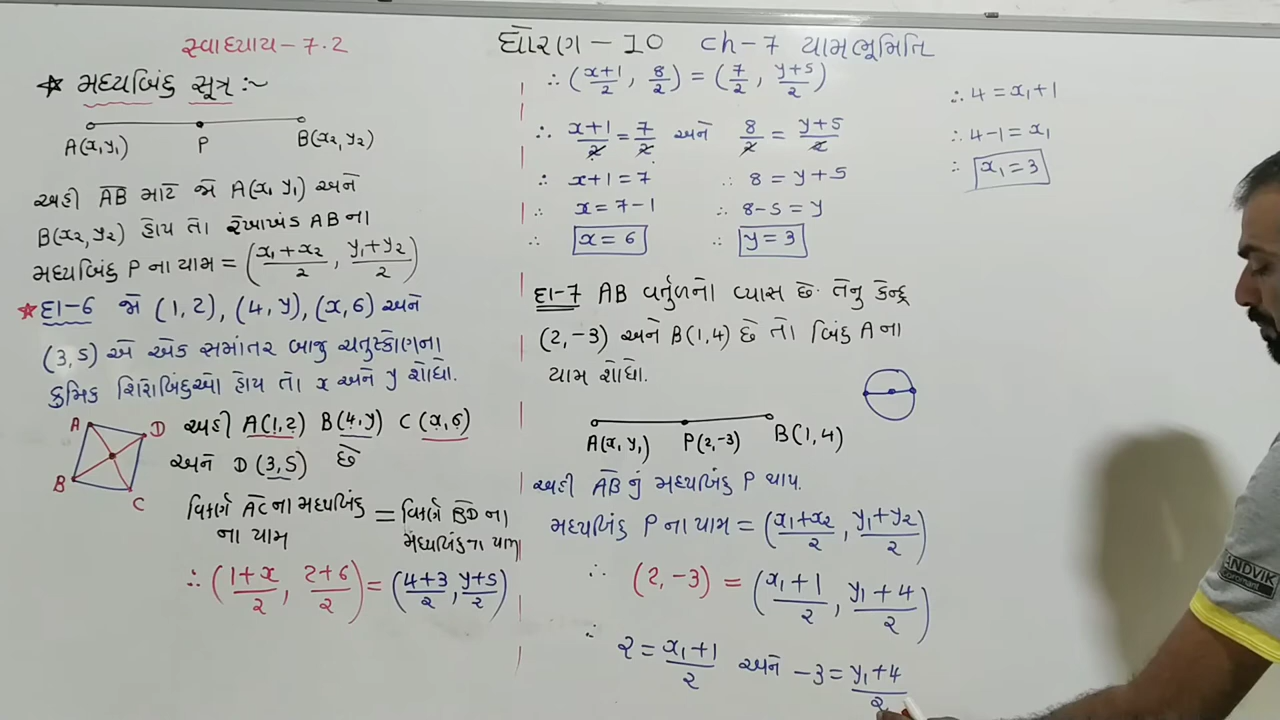 સ્વાધ્યાય - 7.2
ધોરણ - 10 ch-7 યામભૂમિતિ
★ મધ્યબિંદુ સૂત્ર :~
A(x, y₁) P B(x₂, y₂)
અહી A̅B̅ માટે જો A(x₁ y₁) અને
B(x₂, y₂) હોય તો રેખાખંડ AB ના
મધ્યબિંદુ P ના યામ = (x₁+x₂/2, y₁+y₂/2)
★ દા-6 જો (1,2), (4,y), (x,6) અને
(3,5) એ એક સમાંતર બાજુ ચતુષ્કોણના
ક્રમિક શિરોબિંદુઓ હોય તો x અને y શોધો.
A D
B C
અહી A(1,2) B(4,y) C(x,6)
અને D(3,5) છે
વિકર્ણ A̅C̅ ના મધ્યબિંદુ = વિકર્ણ B̅D̅ ના
ના યામ મધ્યબિંદુના યામ
∴ (1+x/2, 2+6/2) = (4+3/2, y+5/2)
∴ (x+1/2, 8/2) = (7/2, y+5/2)
∴ x+1/2 = 7/2 અને 8/2 = y+5/2
∴ x+1=7 ∴ 8=y+5
∴ x=7-1 ∴ 8-5=y
∴ x=6 ∴ y=3
દા-7 AB વર્તુળનો વ્યાસ છે. તેનુ કેન્દ્ર
(2,-3) અને B(1,4) છે તો બિંદુ A ના
યામ શોધો.
A(x, y₁) P(2,-3) B(1,4)
અહી A̅B̅ નું મધ્યબિંદુ P થાય.
મધ્યબિંદુ P ના યામ = (x₁+x₂/2, y₁+y₂/2)
∴ (2,-3) = (x₁+1/2, y₁+4/2)
∴ 2 = x₁+1/2 અને -3 = y₁+4/2
∴ 4 = x₁+1
∴ 4-1 = x₁
∴ x₁=3
SANDVIK
Coromant